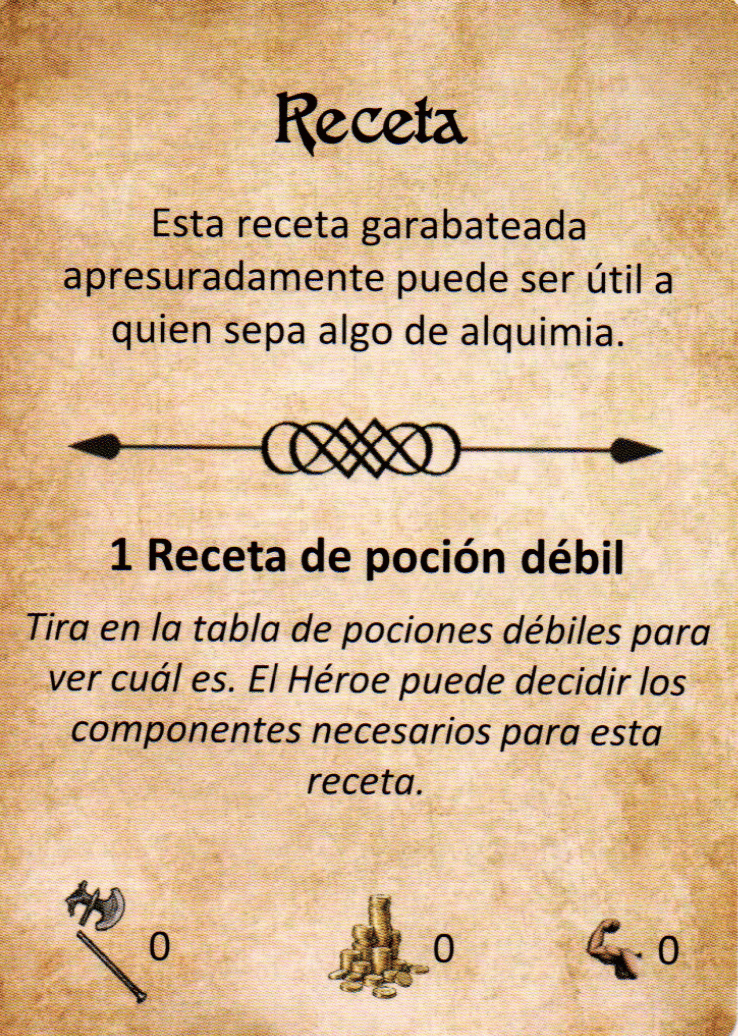 Receta
Esta receta garabateada
apresuradamente puede ser útil a
quien sepa algo de alquimia.
1 Receta de poción débil
Tira en la tabla de pociones débiles para
ver cuál es. El Héroe puede decidir los
componentes necesarios para esta
receta.
0 0 0